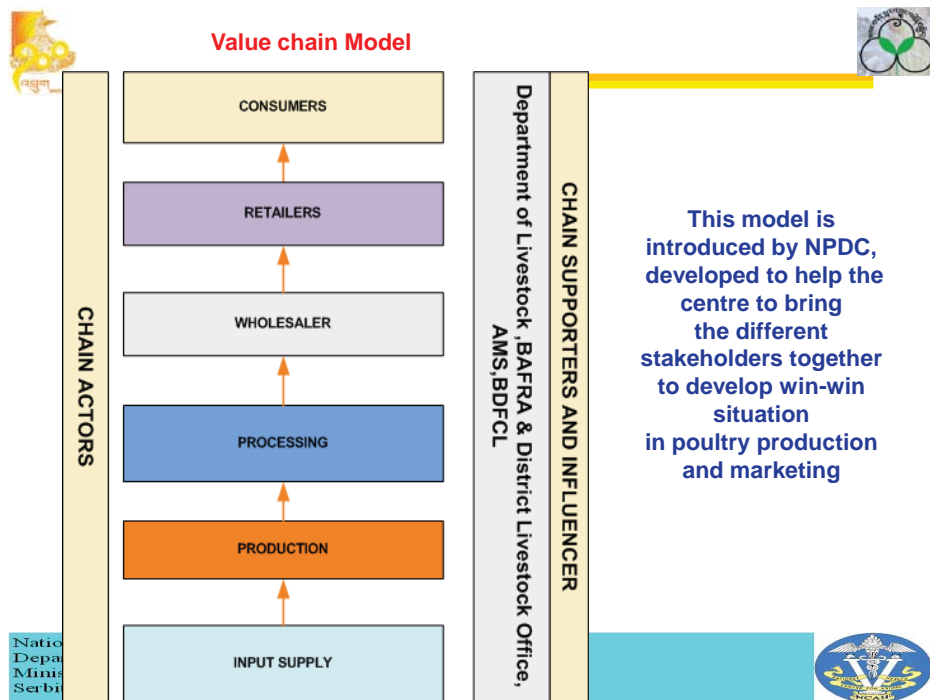 Value chain Model
CHAIN ACTORS
CONSUMERS
RETAILERS
WHOLESALER
PROCESSING
PRODUCTION
INPUT SUPPLY
Department of Livestock ,BAFRA & District Livestock Office,
AMS,BDFCL
CHAIN SUPPORTERS AND INFLUENCER
This model is
introduced by NPDC,
developed to help the
centre to bring
the different
stakeholders together
to develop win-win
situation
in poultry production
and marketing
Natio
Depa
Minis
Serbi
NCAH